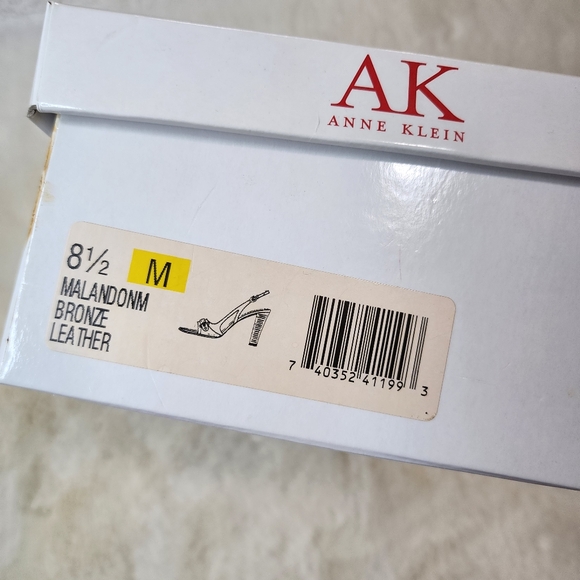 AK
ANNE KLEIN
8½ M
MALANDONM
BRONZE
LEATHER
7 40352 41199 3